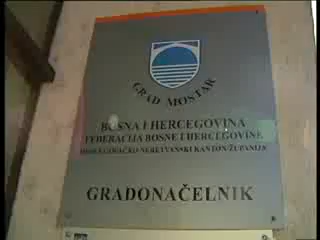 GRAD MOSTAR
BOSNA I HERCEGOVINA
FEDERACIJA BOSNE I HERCEGOVINE
HERCEGOVAČKO-NERETVANSKI KANTON/ŽUPANIJA
GRADONAČELNIK